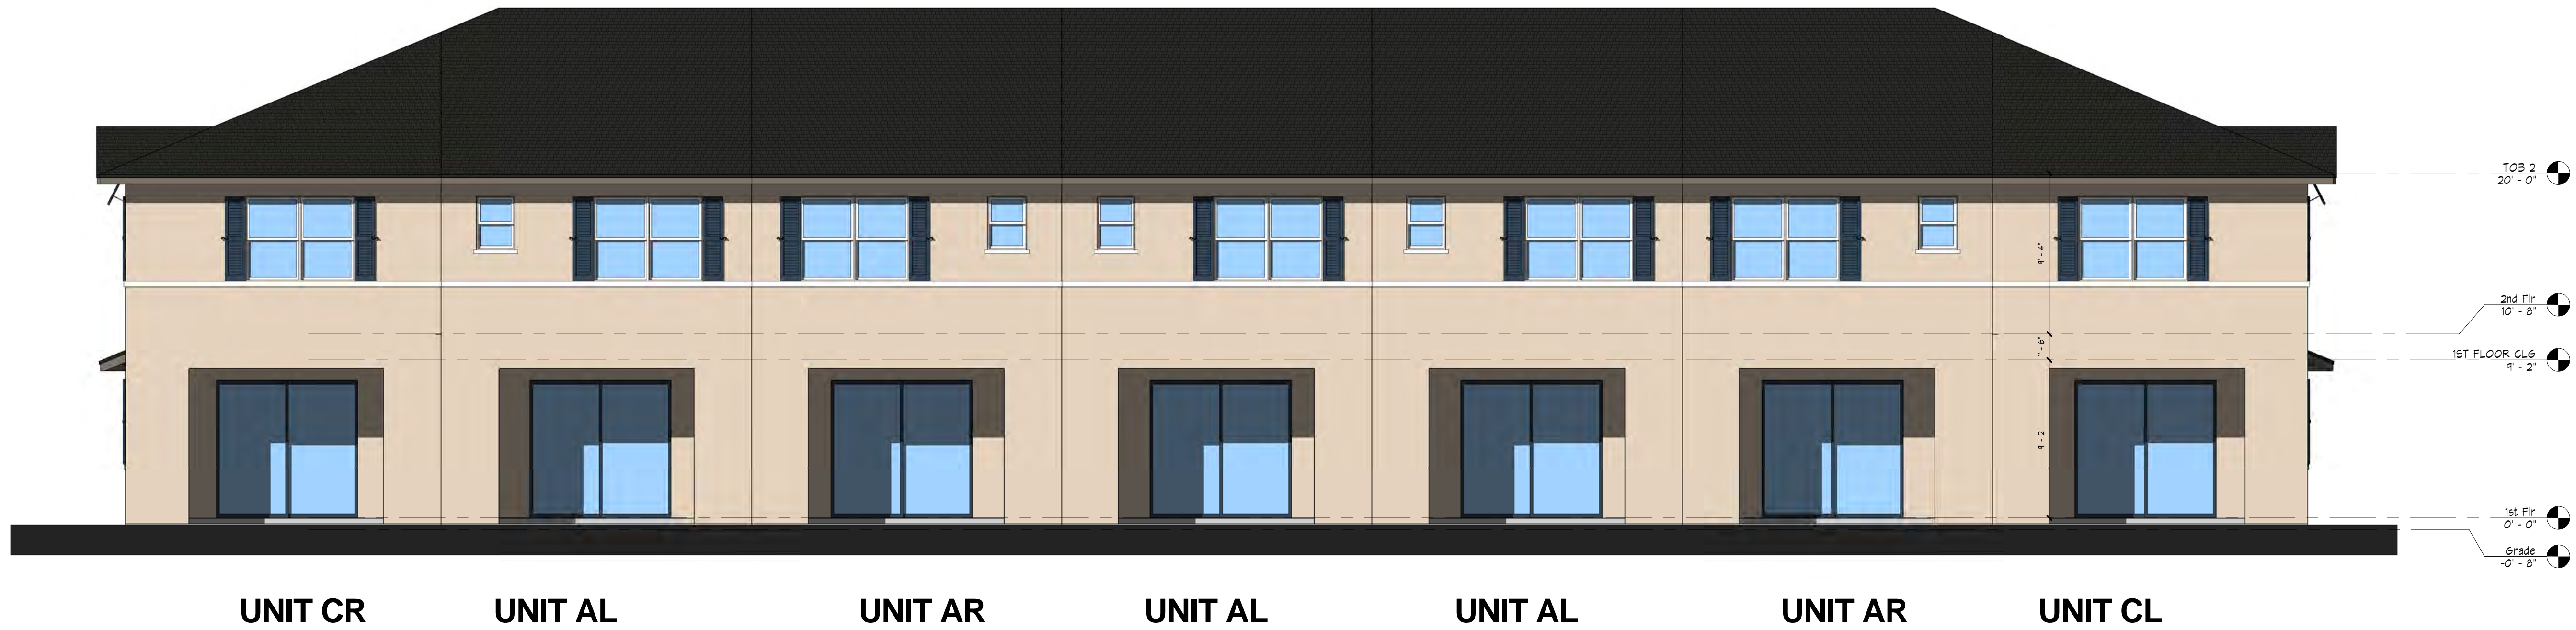 TOB 2
20' - 0"
9' - 4"
2nd Flr
10' - 8"
1' - 6"
1ST FLOOR CLG
9' - 2"
9' - 2"
1st Flr
0' - 0"
Grade
-0' - 8"
UNIT CR UNIT AL UNIT AR UNIT AL UNIT AL UNIT AR UNIT CL